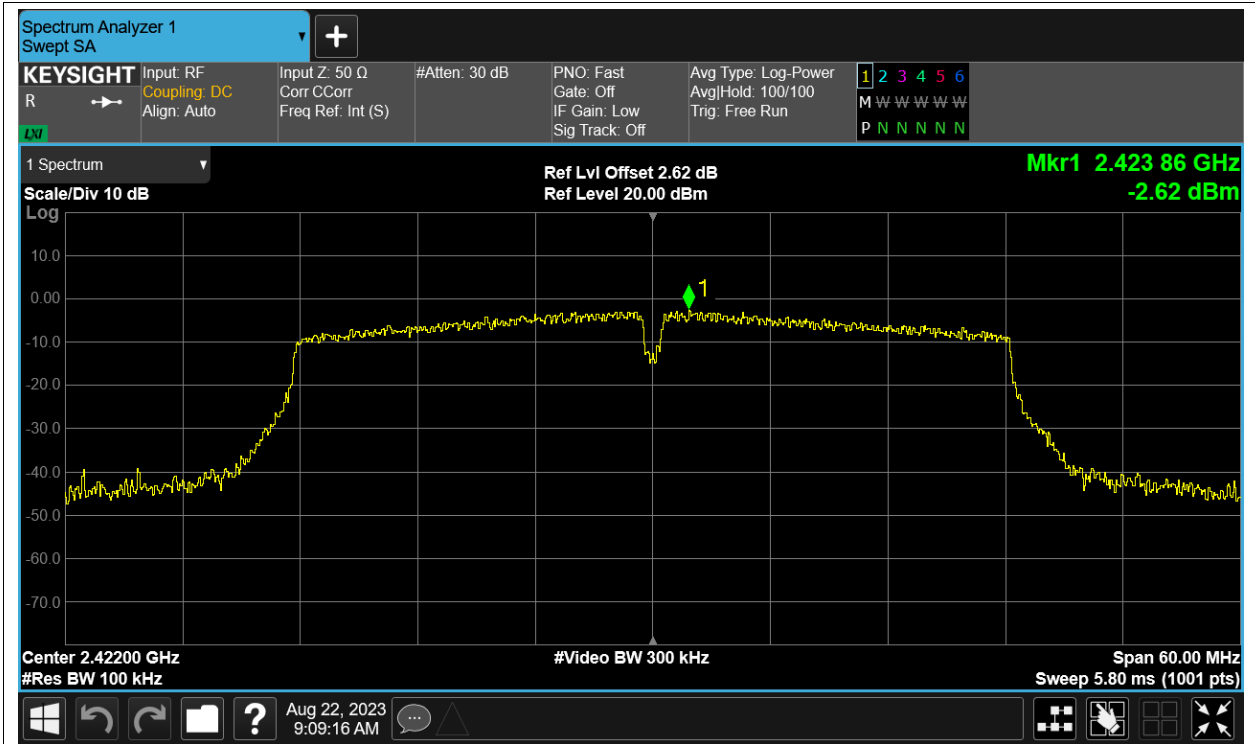 Spectrum Analyzer 1
Swept SA
KEYSIGHT
R
LXI
Input: RF
Coupling: DC
Align: Auto
Input Z: 50 Ω
Corr CCorr
Freq Ref: Int (S)
#Atten: 30 dB
PNO: Fast
Gate: Off
IF Gain: Low
Sig Track: Off
Avg Type: Log-Power
Avg|Hold: 100/100
Trig: Free Run
1 2 3 4 5 6
M W W W W W
P N N N N N
1 Spectrum
Scale/Div 10 dB
Ref Lvl Offset 2.62 dB
Ref Level 20.00 dBm
Mkr1 2.423 86 GHz
-2.62 dBm
Log
10.0
0.00
-10.0
-20.0
-30.0
-40.0
-50.0
-60.0
-70.0
1
Center 2.42200 GHz
#Res BW 100 kHz
#Video BW 300 kHz
Span 60.00 MHz
Sweep 5.80 ms (1001 pts)
?
Aug 22, 2023
9:09:16 AM